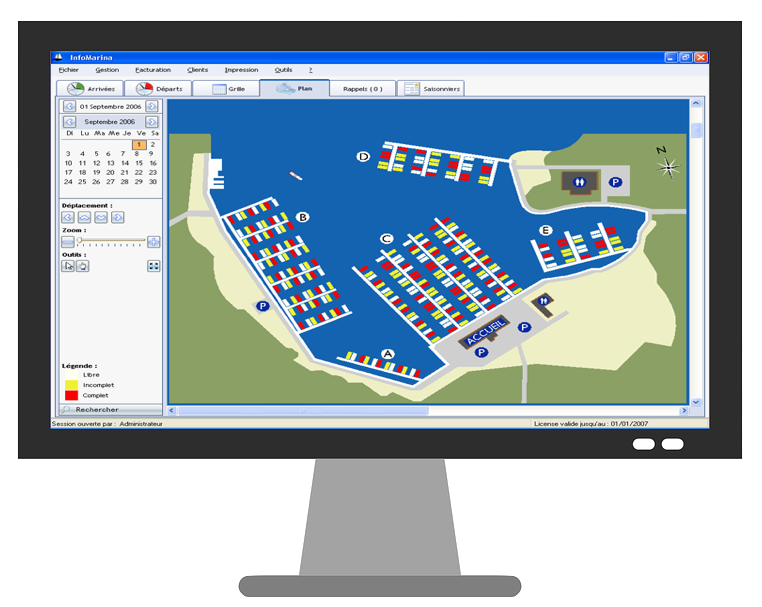 InfoMarina
Fichier Gestion Facturation Clients Impression Outils ?
Arrivées Départs Grille Plan Rappels ( 0 ) Saisonniers
01 Septembre 2006
Septembre 2006
Di Lu Ma Me Je Ve Sa
1 2
3 4 5 6 7 8 9
10 11 12 13 14 15 16
17 18 19 20 21 22 23
24 25 26 27 28 29 30
Déplacement :
Zoom :
Outils :
Légende :
Libre
Incomplet
Complet
Rechercher
D
N
P
B
E
C
P
ACCUEIL
P
A
P
Session ouverte par : Administrateur
License valide jusqu'au : 01/01/2007